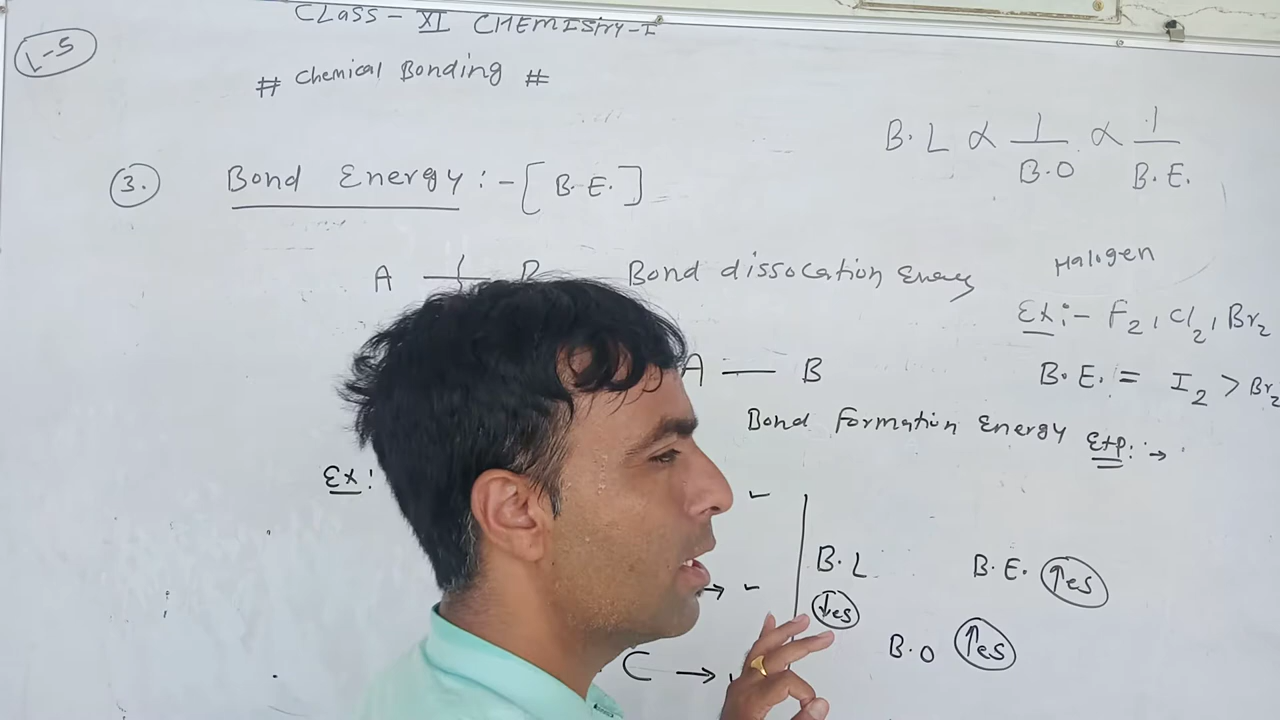 L-5
CLASS - XI CHEMIStry-I
# Chemical Bonding #
B.L ∝ 1/B.O ∝ 1/B.E.
3. Bond Energy :- [B.E.]
A — B Bond dissocation Energy
Halogen
Ex:- F2, Cl2, Br2
A — B
B.E. = I2 > Br2
Bond Formation Energy
Exp: →
Ex:
B.L ↓es
B.E. ↑es
B.O ↑es
C →